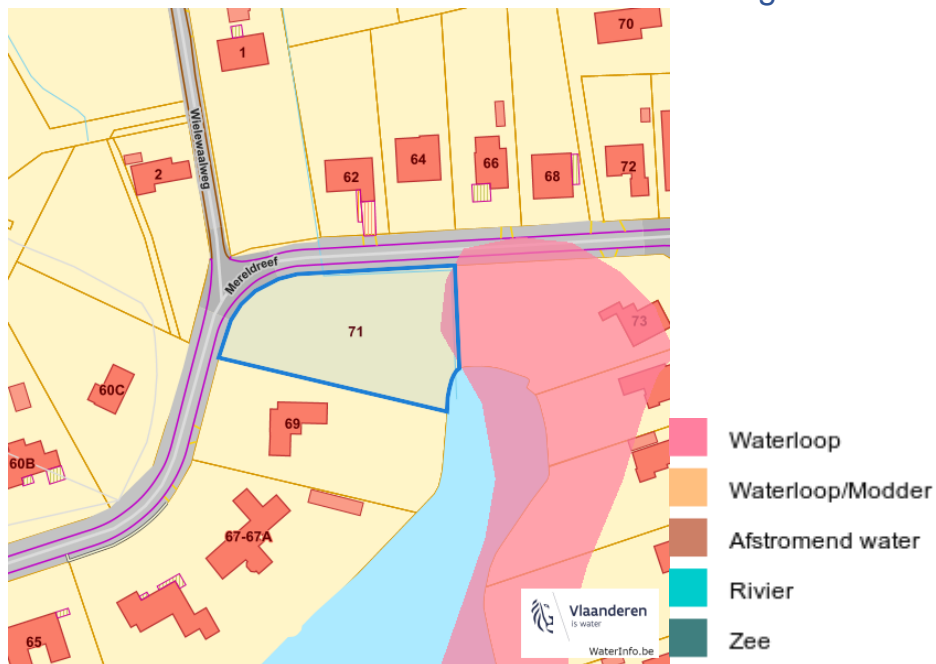 g
70
1
Wielewaalweg
64
66
2
62
68
72
Mereldreef
71
73
60C
69
60B
67-67A
65
Vlaanderen
is water
WaterInfo.be
Waterloop
Waterloop/Modder
Afstromend water
Rivier
Zee